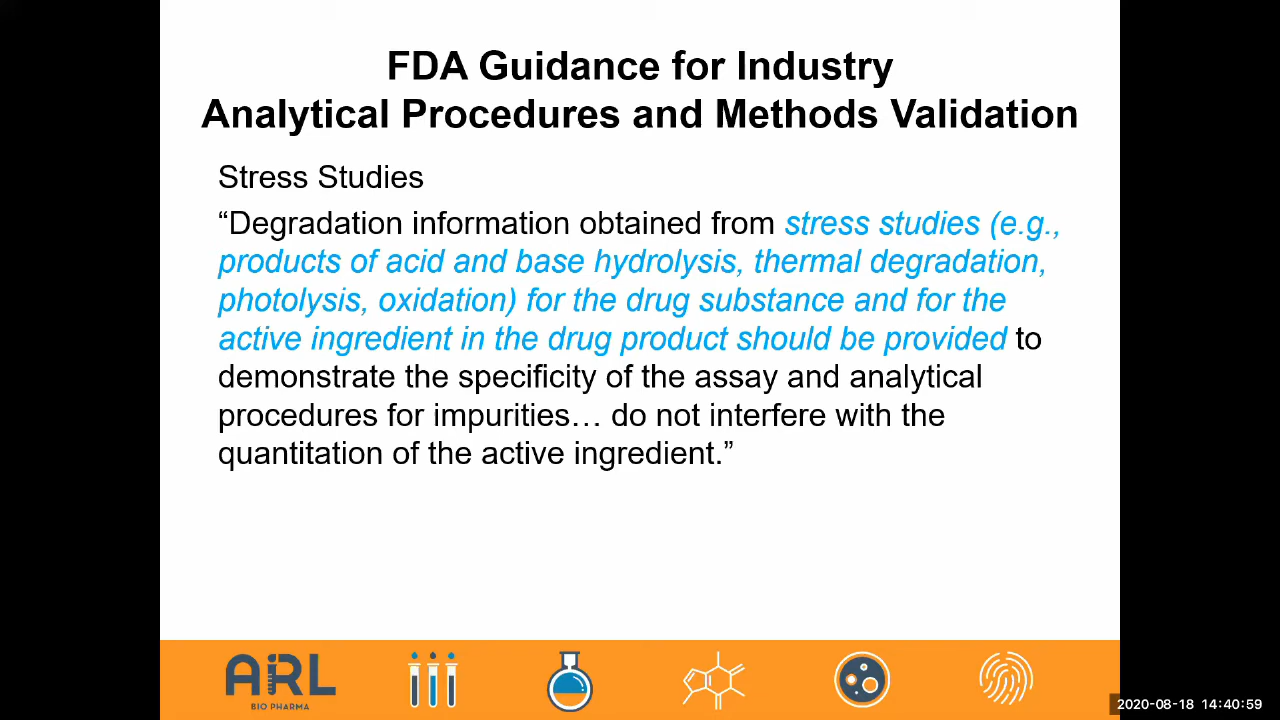 FDA Guidance for Industry
Analytical Procedures and Methods Validation
Stress Studies
“Degradation information obtained from stress studies (e.g.,
products of acid and base hydrolysis, thermal degradation,
photolysis, oxidation) for the drug substance and for the
active ingredient in the drug product should be provided to
demonstrate the specificity of the assay and analytical
procedures for impurities… do not interfere with the
quantitation of the active ingredient.”
ARL
BIO PHARMA
2020-08-18 14:40:59